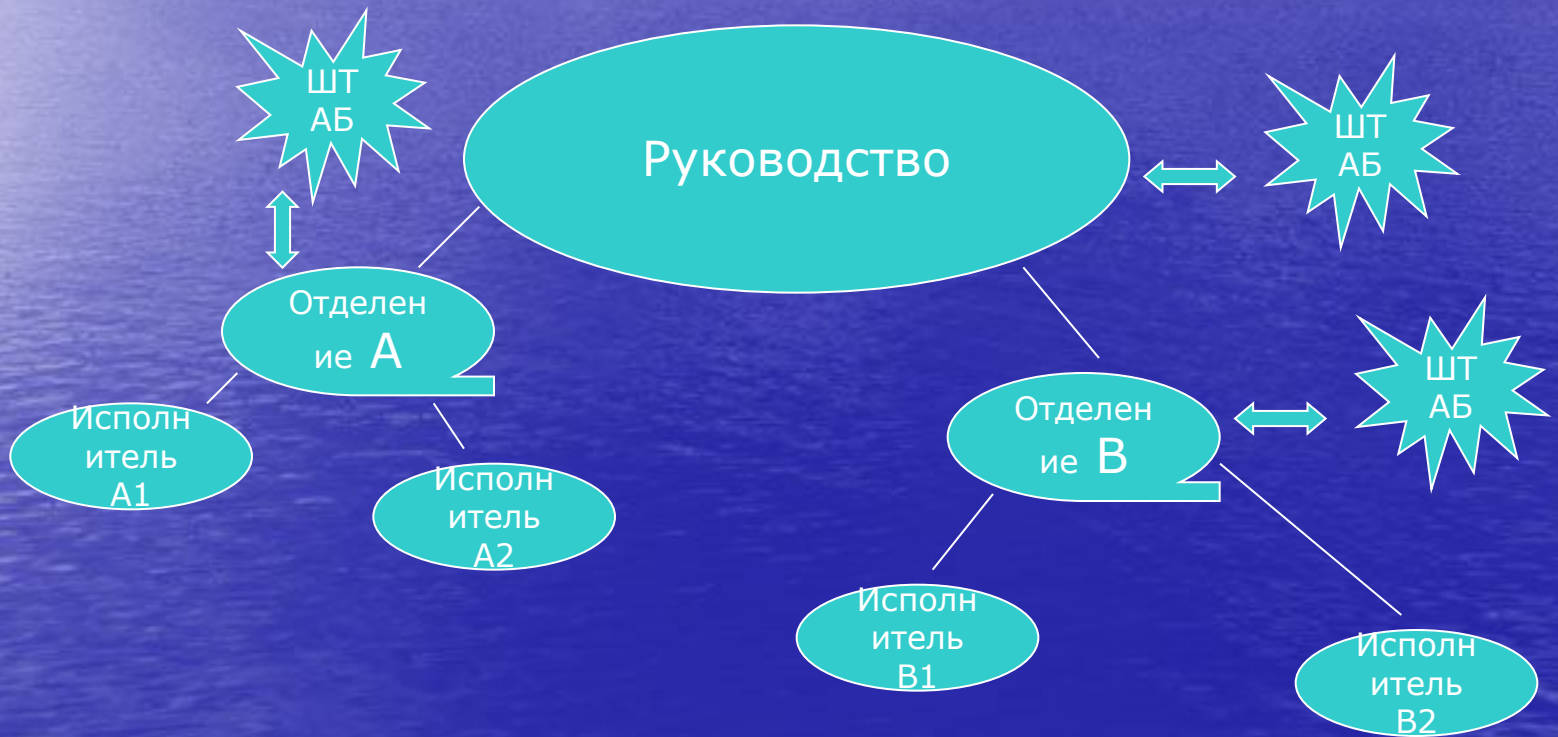 ШТ
АБ
Руководство
ШТ
АБ
Отделен
ие А
Исполн
итель
А1
Исполн
итель
А2
Отделен
ие В
ШТ
АБ
Исполн
итель
В1
Исполн
итель
В2